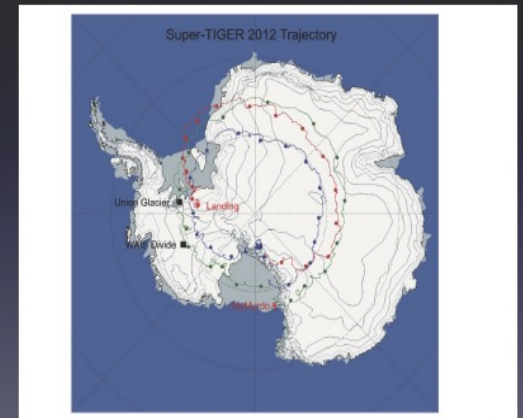 Super-TIGER 2012 Trajectory
Union Glacier
Landing
WAIS Divide
McMurdo